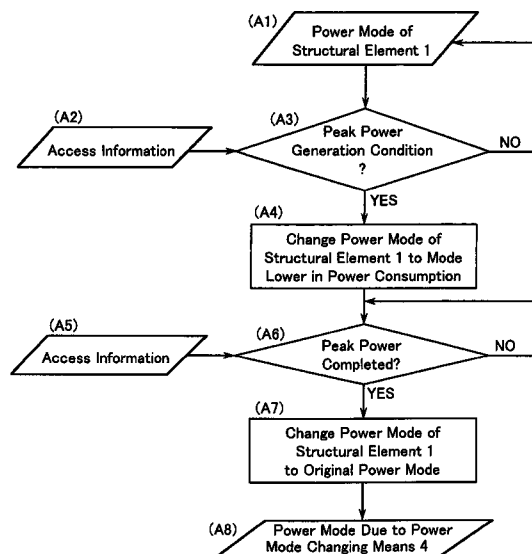 (A1)
Power Mode of
Structural Element 1
(A2)
Access Information
(A3)
Peak Power
Generation Condition
?
NO
YES
(A4)
Change Power Mode of
Structural Element 1 to Mode
Lower in Power Consumption
(A5)
Access Information
(A6)
Peak Power
Completed?
NO
YES
(A7)
Change Power Mode of
Structural Element 1
to Original Power Mode
(A8)
Power Mode Due to Power
Mode Changing Means 4